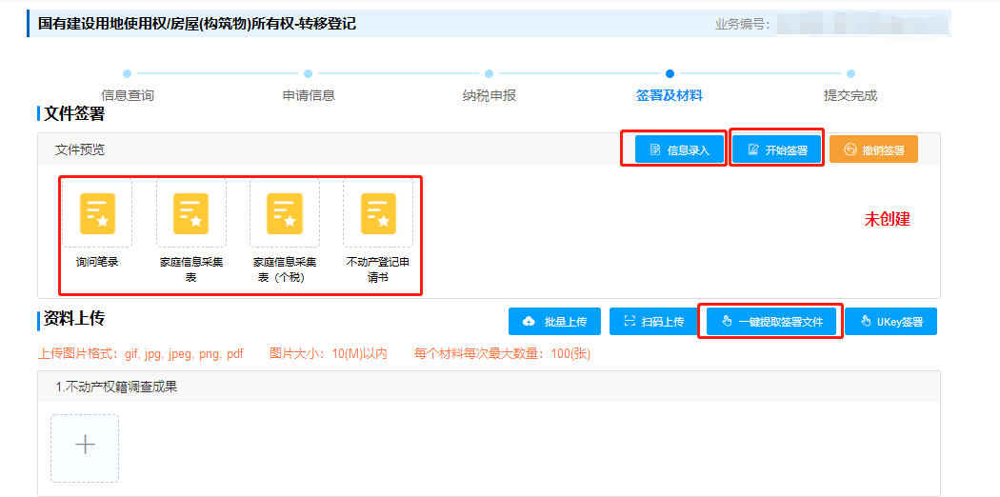 国有建设用地使用权/房屋(构筑物)所有权-转移登记
业务编号:
信息查询
申请信息
纳税申报
签署及材料
提交完成
文件签署
文件预览
信息录入
开始签署
撤销签署
询问笔录
家庭信息采集
表
家庭信息采集
表（个税）
不动产登记申
请书
未创建
资料上传
批量上传
扫码上传
一键提取签署文件
UKey签署
上传图片格式：gif, jpg, jpeg, png, pdf
图片大小：10(M)以内
每个材料每次最大数量：100(张)
1.不动产权籍调查成果